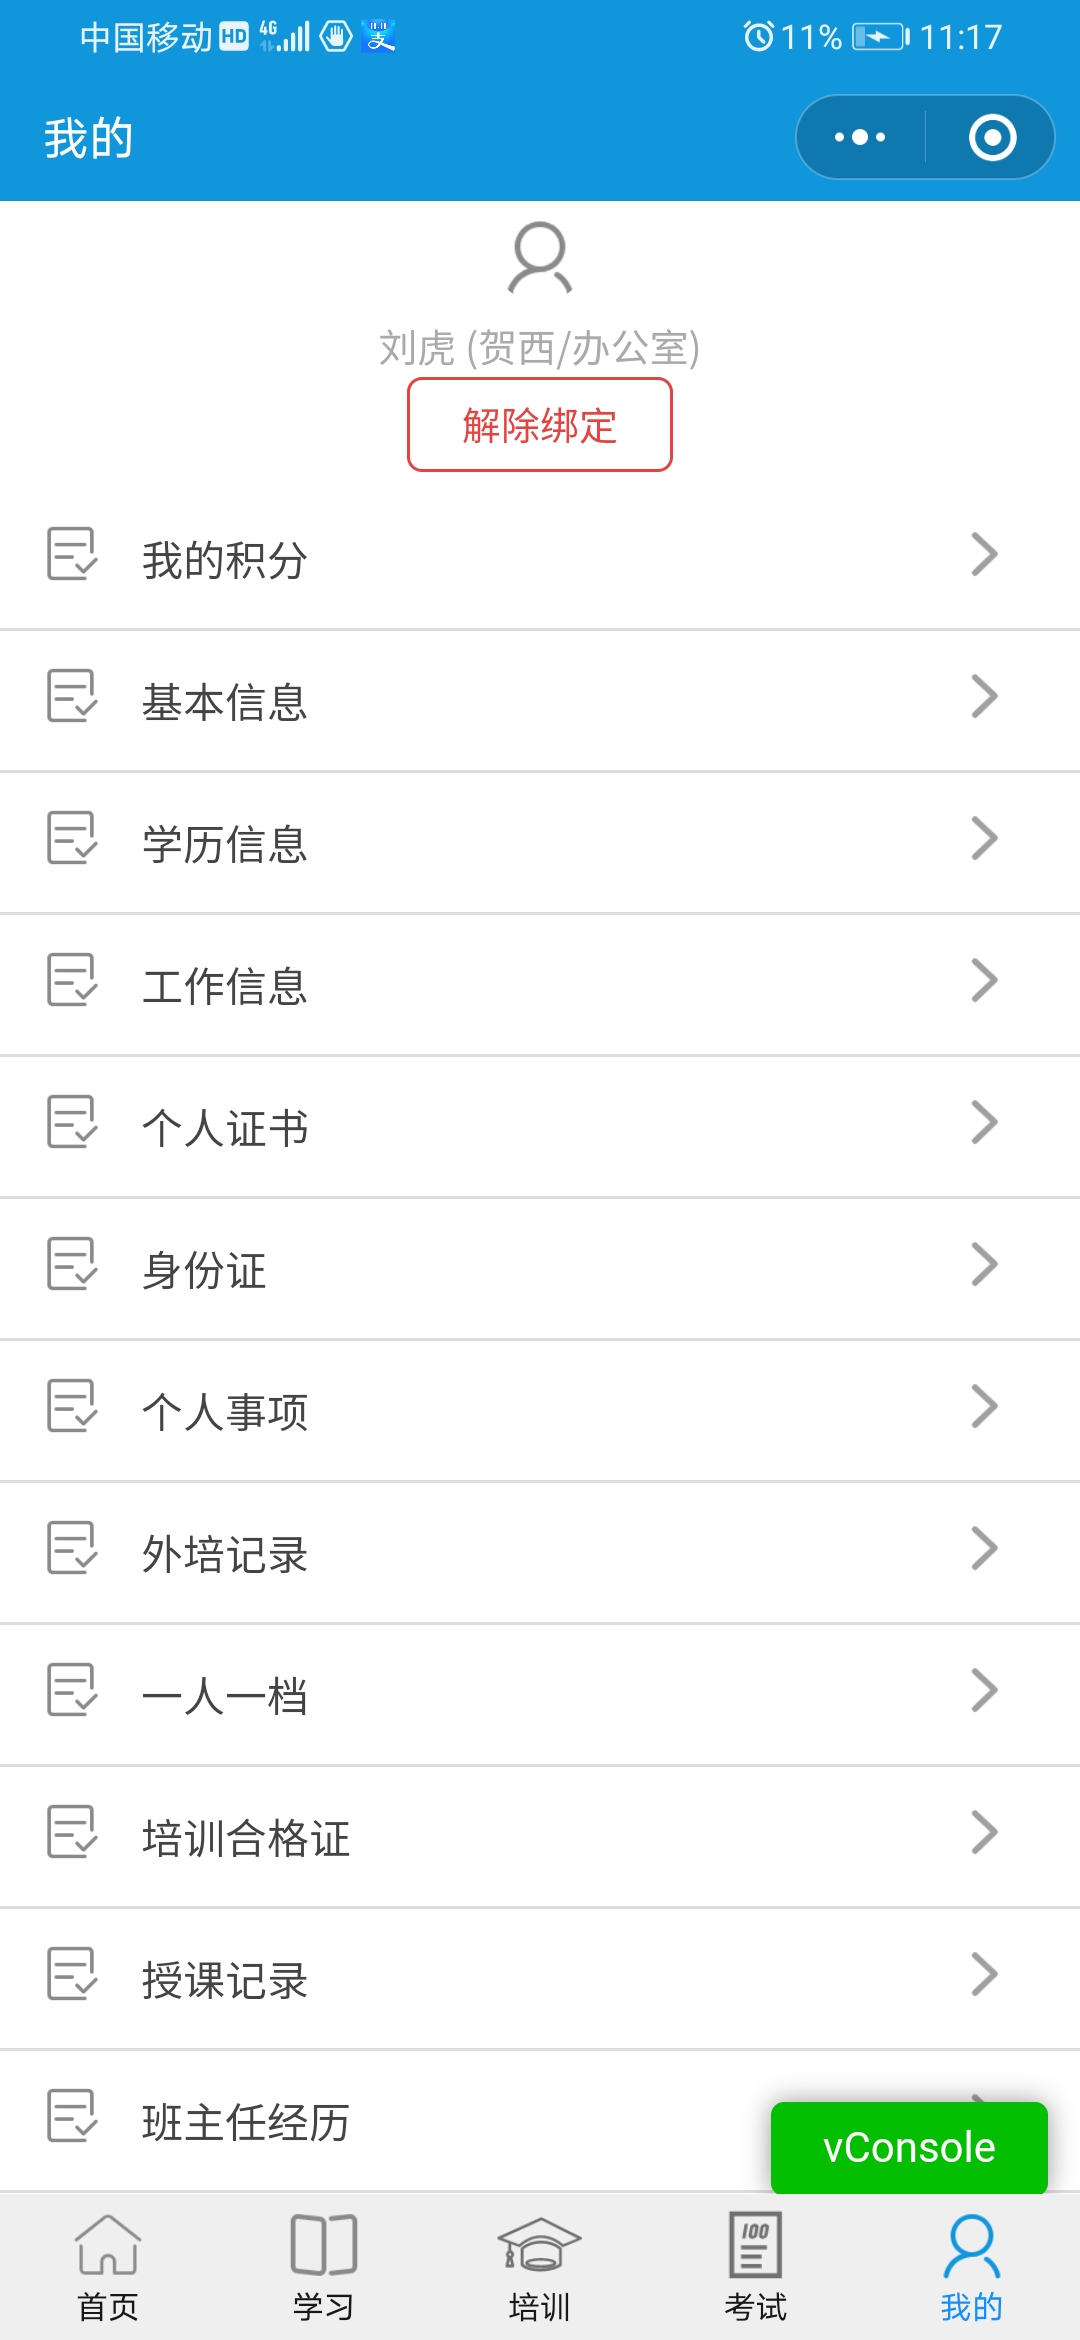 中国移动 HD 4G 支 11% 11:17
我的
刘虎 (贺西/办公室)
解除绑定
我的积分
基本信息
学历信息
工作信息
个人证书
身份证
个人事项
外培记录
一人一档
培训合格证
授课记录
班主任经历
vConsole
100
首页 学习 培训 考试 我的